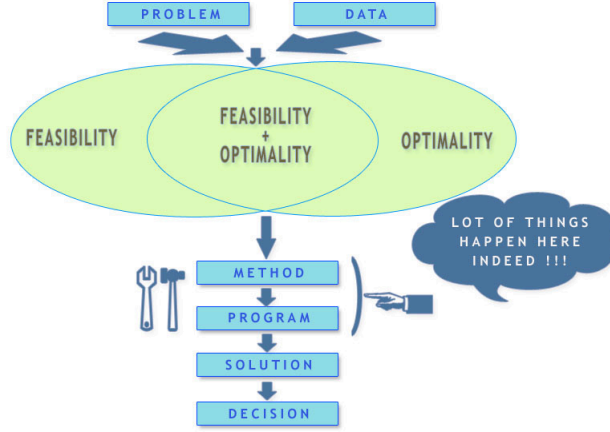 PROBLEM
DATA
FEASIBILITY
FEASIBILITY
+
OPTIMALITY
OPTIMALITY
LOT OF THINGS
HAPPEN HERE
INDEED !!!
METHOD
PROGRAM
SOLUTION
DECISION